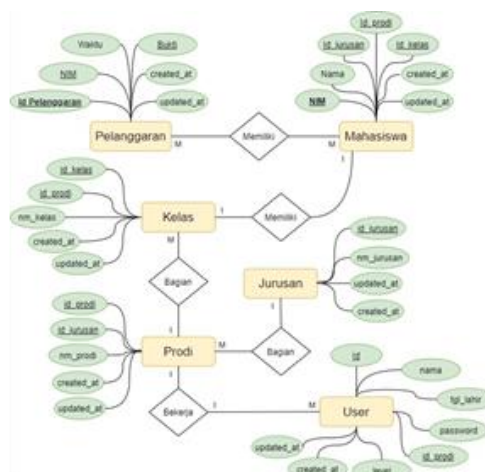 Id_prodi
Waktu
Bukti
Id_jurusan
Id_kelas
NIM
created_at
Nama
created_at
Id Pelanggaran
updated_at
NIM
updated_at
Pelanggaran
M
Memiliki
M
Mahasiswa
1
id_kelas
id_prodi
nm_kelas
Kelas
1
Memiliki
created_at
M
updated_at
id_jurusan
Bagian
Jurusan
nm_jurusan
updated_at
id_prodi
1
1
created_at
id_jurusan
nm_prodi
Prodi
M
Bagian
created_at
1
Id
updated_at
nama
Bekerja
1
M
User
tgl_lahir
password
updated_at
id_prodi
created_at
level